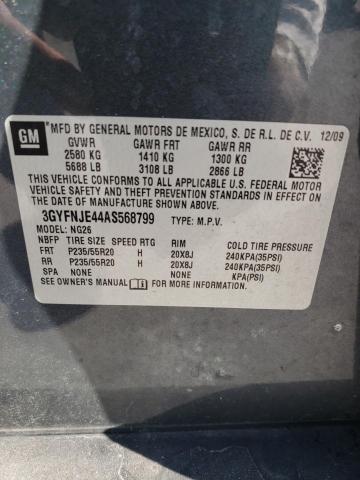 GM
MFD BY GENERAL MOTORS DE MEXICO, S. DE R.L. DE C.V. 12/09
GVWR GAWR FRT GAWR RR
2580 KG 1410 KG 1300 KG
5688 LB 3108 LB 2866 LB
THIS VEHICLE CONFORMS TO ALL APPLICABLE U.S. FEDERAL MOTOR
VEHICLE SAFETY, BUMPER, AND THEFT PREVENTION STANDARDS IN EFFECT ON
THE DATE OF MANUFACTURE SHOWN ABOVE.
3GYFNJE44AS568799 TYPE: M.P.V.
MODEL: NG26
NBFP TIRE SIZE SPEED RTG RIM COLD TIRE PRESSURE
FRT P235/55R20 H 20X8J 240KPA(35PSI)
RR P235/55R20 H 20X8J 240KPA(35PSI)
SPA NONE NONE KPA(PSI)
SEE OWNER'S MANUAL FOR MORE INFORMATION.